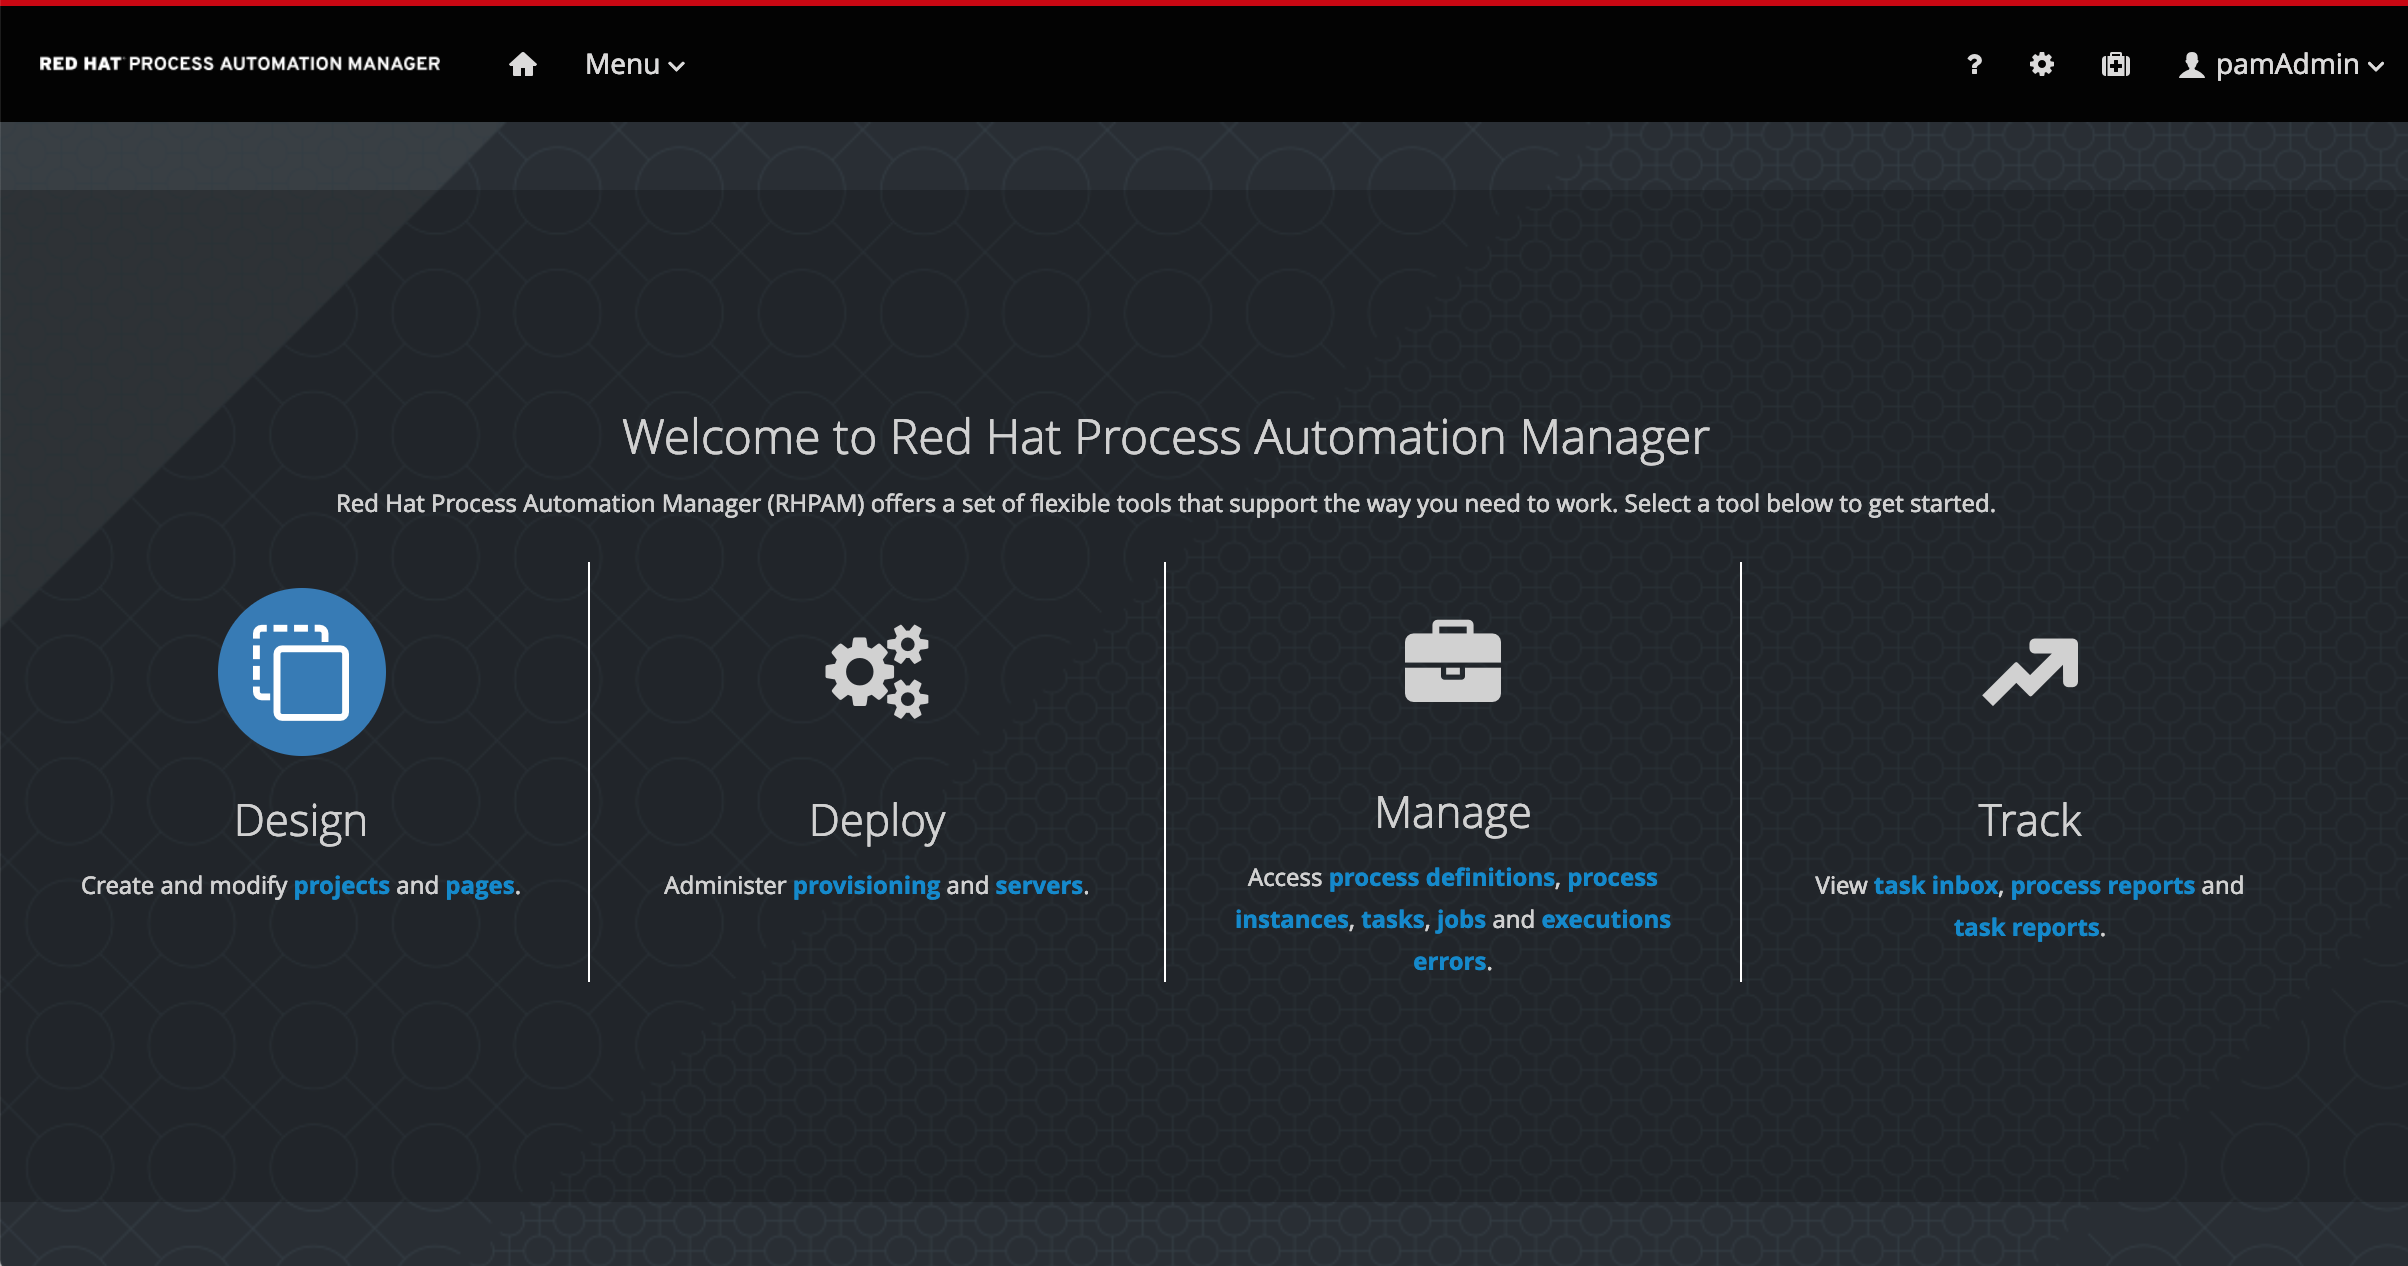 RED HAT PROCESS AUTOMATION MANAGER
Menu
?
pamAdmin
Welcome to Red Hat Process Automation Manager
Red Hat Process Automation Manager (RHPAM) offers a set of flexible tools that support the way you need to work. Select a tool below to get started.
Design
Create and modify projects and pages.
Deploy
Administer provisioning and servers.
Manage
Access process definitions, process
instances, tasks, jobs and executions
errors.
Track
View task inbox, process reports and
task reports.